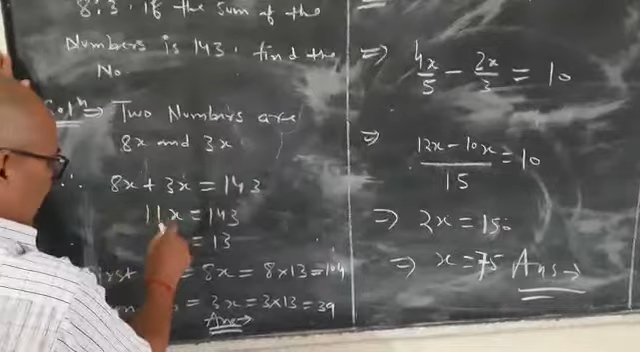 8:3. if the sum of the
Numbers is 143. find the
No.
Solⁿ ⇒ Two Numbers are
8x and 3x
∴ 8x + 3x = 143
11x = 143
= 13
First = 8x = 8×13 = 104
= 3x = 3×13 = 39
Ans→
⇒ 4x/5 − 2x/3 = 10
⇒ 12x − 10x/15 = 10
⇒ 2x = 150
⇒ x = 75 Ans→